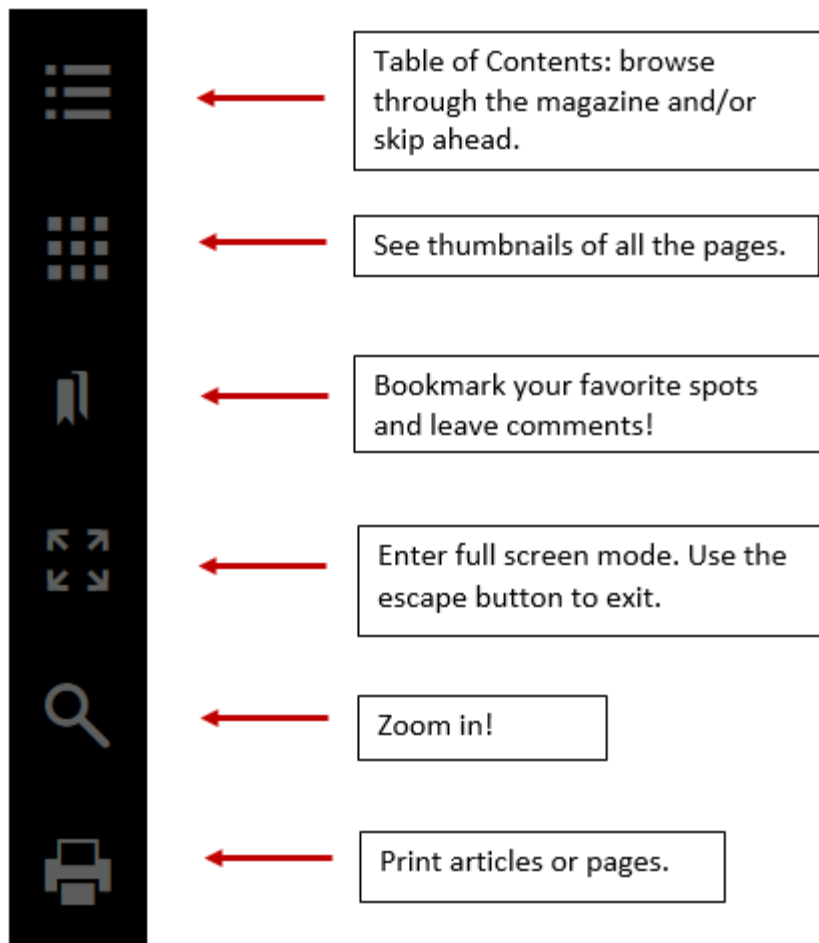 Table of Contents: browse
through the magazine and/or
skip ahead.
See thumbnails of all the pages.
Bookmark your favorite spots
and leave comments!
Enter full screen mode. Use the
escape button to exit.
Zoom in!
Print articles or pages.